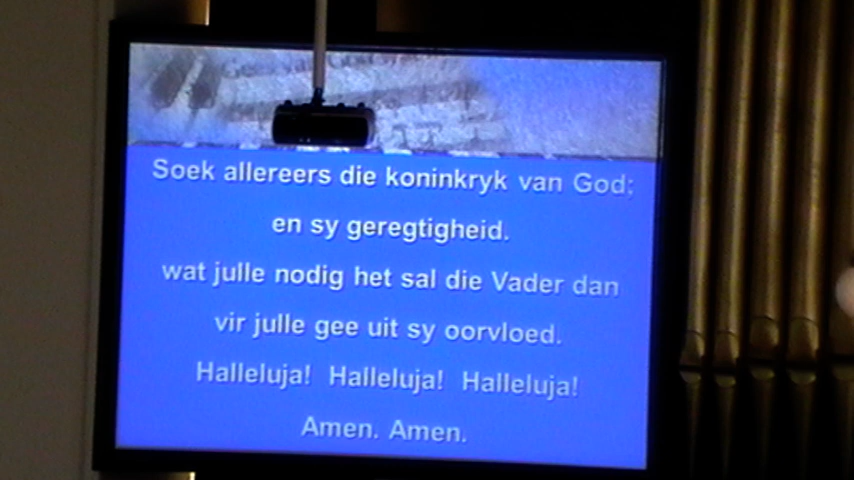 Soek allereers die koninkryk van God;
en sy geregtigheid.
wat julle nodig het sal die Vader dan
vir julle gee uit sy oorvloed.
Halleluja! Halleluja! Halleluja!
Amen. Amen.